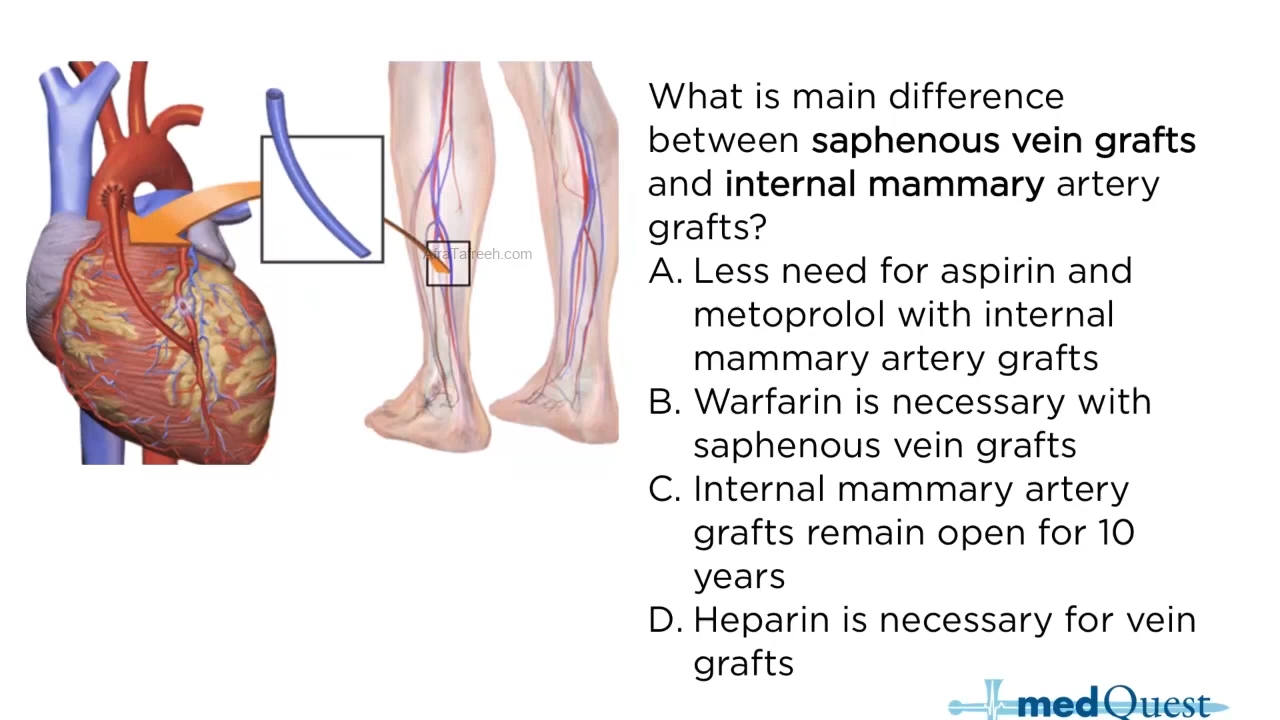 What is main difference
between saphenous vein grafts
and internal mammary artery
grafts?
A. Less need for aspirin and
metoprolol with internal
mammary artery grafts
B. Warfarin is necessary with
saphenous vein grafts
C. Internal mammary artery
grafts remain open for 10
years
D. Heparin is necessary for vein
grafts
AfraTafreeh.com
medQuest